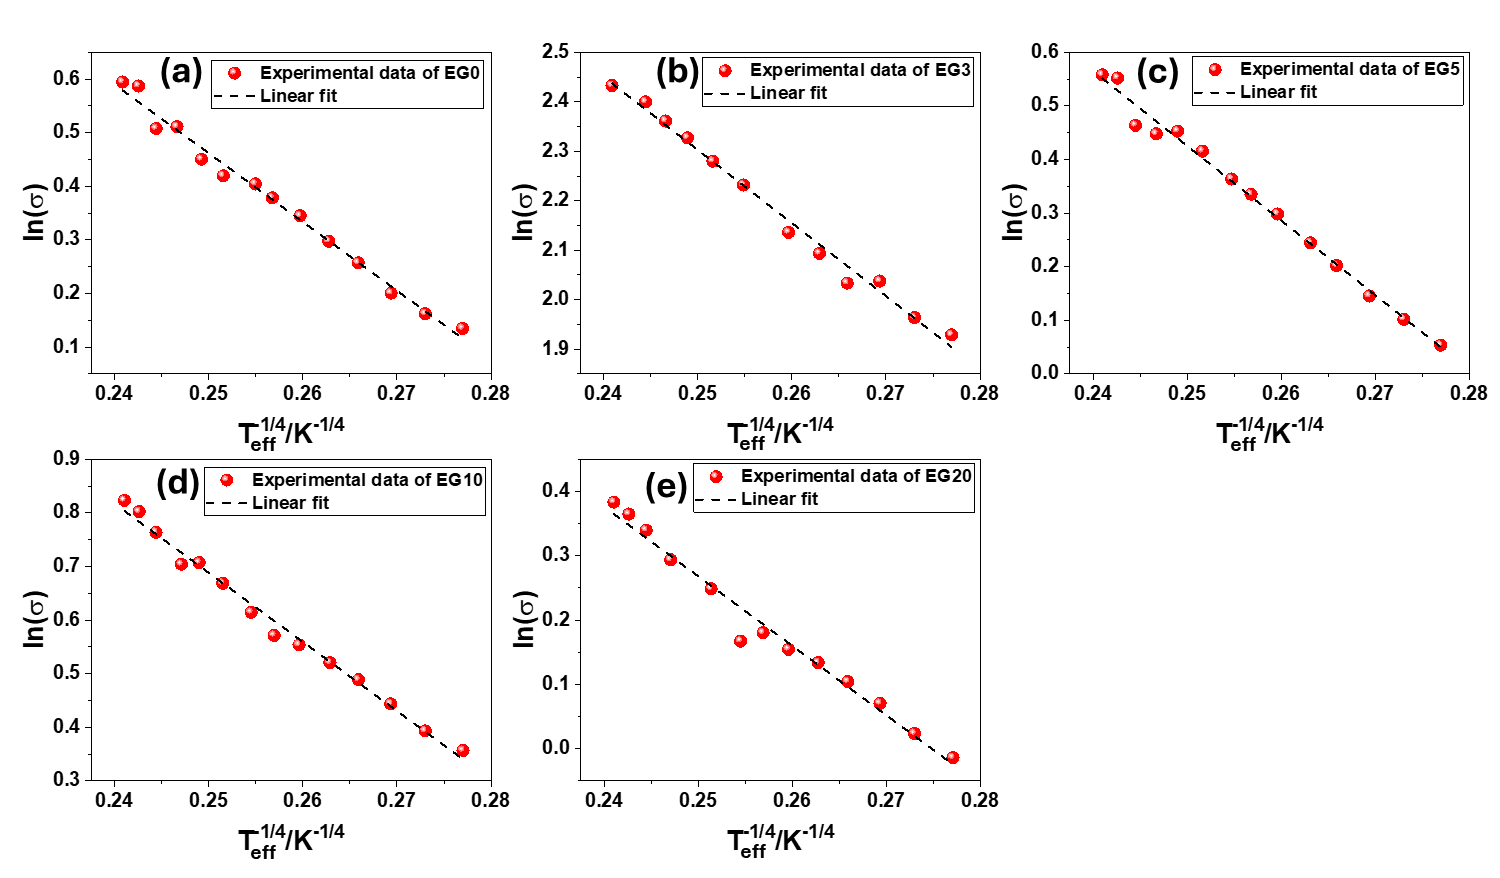 (a)
Experimental data of EG0
Linear fit
0.6
0.5
0.4
0.3
0.2
0.1
ln(σ)
0.24 0.25 0.26 0.27 0.28
T_eff^-1/4/K^-1/4
(b)
Experimental data of EG3
Linear fit
2.5
2.4
2.3
2.2
2.1
2.0
1.9
ln(σ)
0.24 0.25 0.26 0.27 0.28
T_eff^-1/4/K^-1/4
(c)
Experimental data of EG5
Linear fit
0.6
0.5
0.4
0.3
0.2
0.1
0.0
ln(σ)
0.24 0.25 0.26 0.27 0.28
T_eff^-1/4/K^-1/4
(d)
Experimental data of EG10
Linear fit
0.9
0.8
0.7
0.6
0.5
0.4
0.3
ln(σ)
0.24 0.25 0.26 0.27 0.28
T_eff^-1/4/K^-1/4
(e)
Experimental data of EG20
Linear fit
0.4
0.3
0.2
0.1
0.0
ln(σ)
0.24 0.25 0.26 0.27 0.28
T_eff^-1/4/K^-1/4